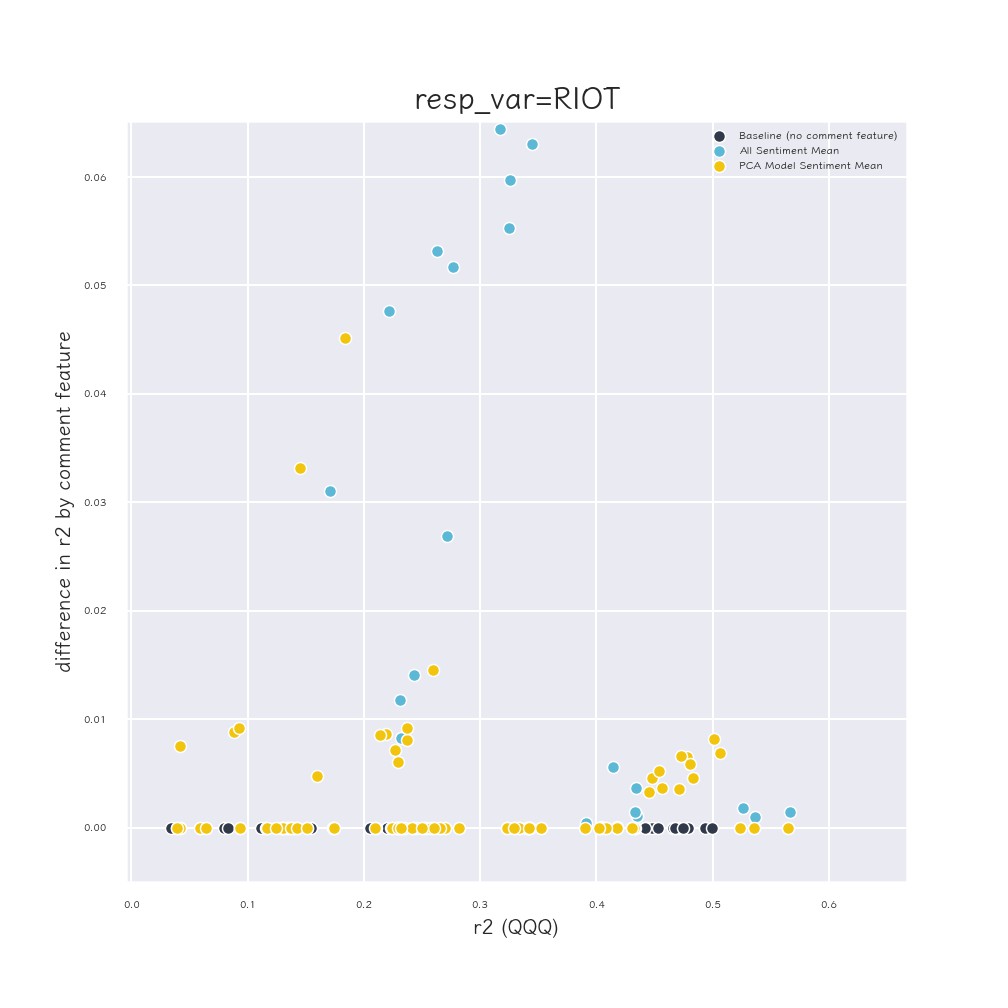 resp_var=RIOT
Baseline (no comment feature)
All Sentiment Mean
PCA Model Sentiment Mean
0.06
0.05
0.04
0.03
0.02
0.01
0.00
difference in r2 by comment feature
0.0 0.1 0.2 0.3 0.4 0.5 0.6
r2 (QQQ)